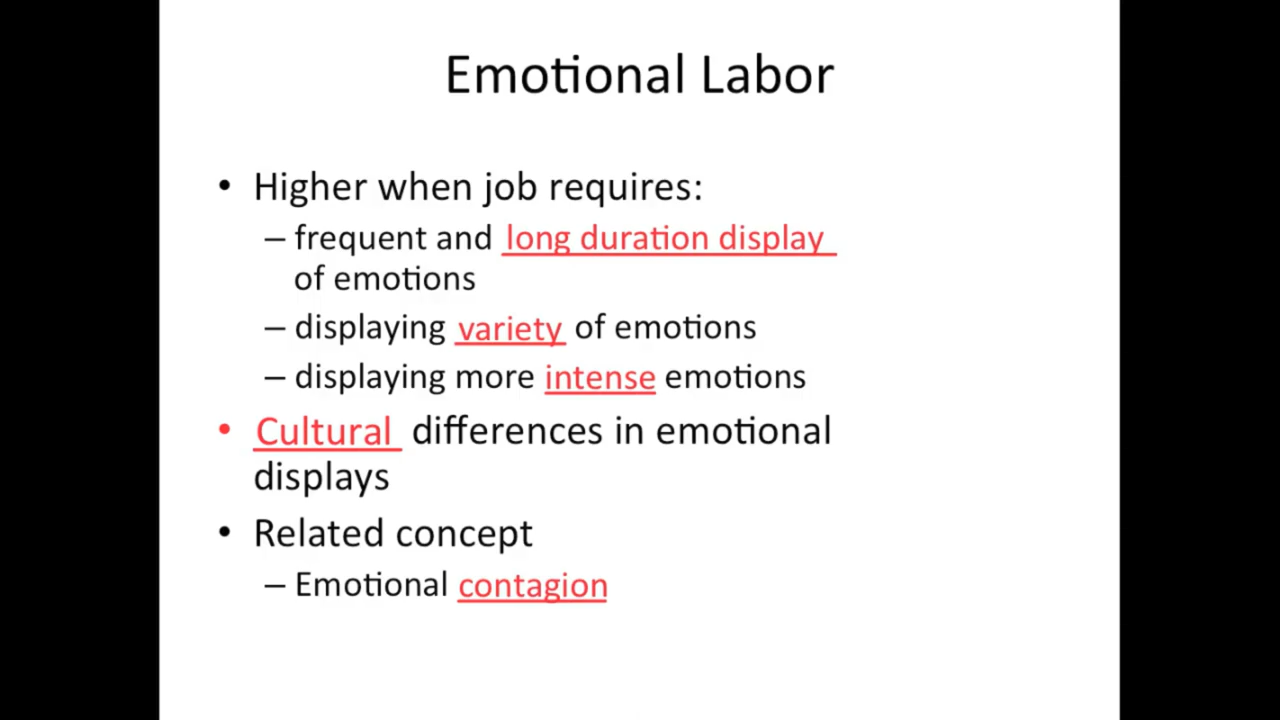 Emotional Labor
• Higher when job requires:
– frequent and long duration display
of emotions
– displaying variety of emotions
– displaying more intense emotions
• Cultural differences in emotional
displays
• Related concept
– Emotional contagion